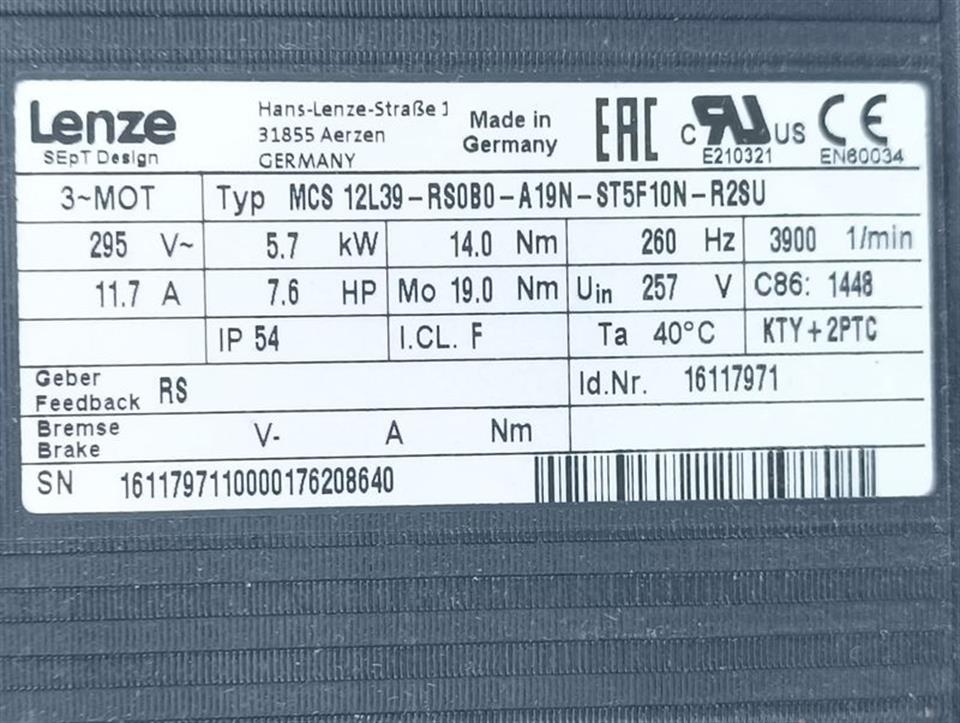 Lenze
SEpT Design
Hans-Lenze-Straße 1
31855 Aerzen
GERMANY
Made in
Germany
EAC
c UR US
E210321
CE
EN60034
3~MOT Typ MCS 12L39-RS0B0-A19N-ST5F10N-R2SU
295 V~ 5.7 kW 14.0 Nm 260 Hz 3900 1/min
11.7 A 7.6 HP Mo 19.0 Nm Uin 257 V C86: 1448
IP 54 I.CL. F Ta 40°C KTY+2PTC
Geber
Feedback RS Id.Nr. 16117971
Bremse
Brake V- A Nm
SN 1611797110000176208640